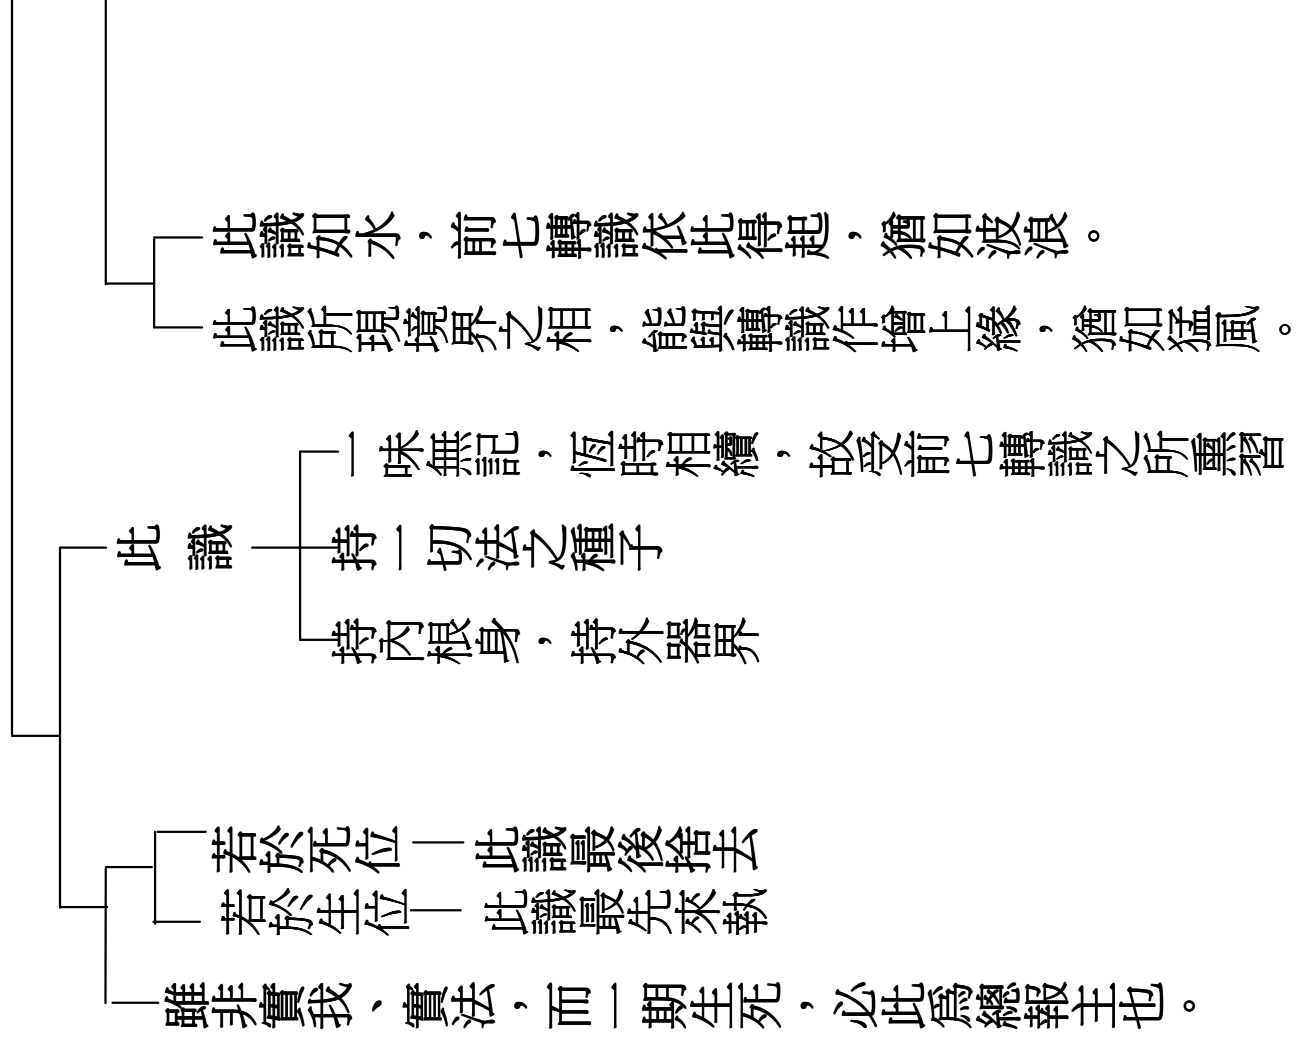 此識如水，前七轉識依此得起，猶如波浪。
此識所現境界之相，能與轉識作增上緣，猶如猛風。
一味無記，恆時相續，故受前七轉識之所熏習
此識
持一切法之種子
持內根身，持外器界
若於死位
此識最後捨去
若於生位
此識最先來執
雖非實我、實法，而一期生死，必此爲總報主也。